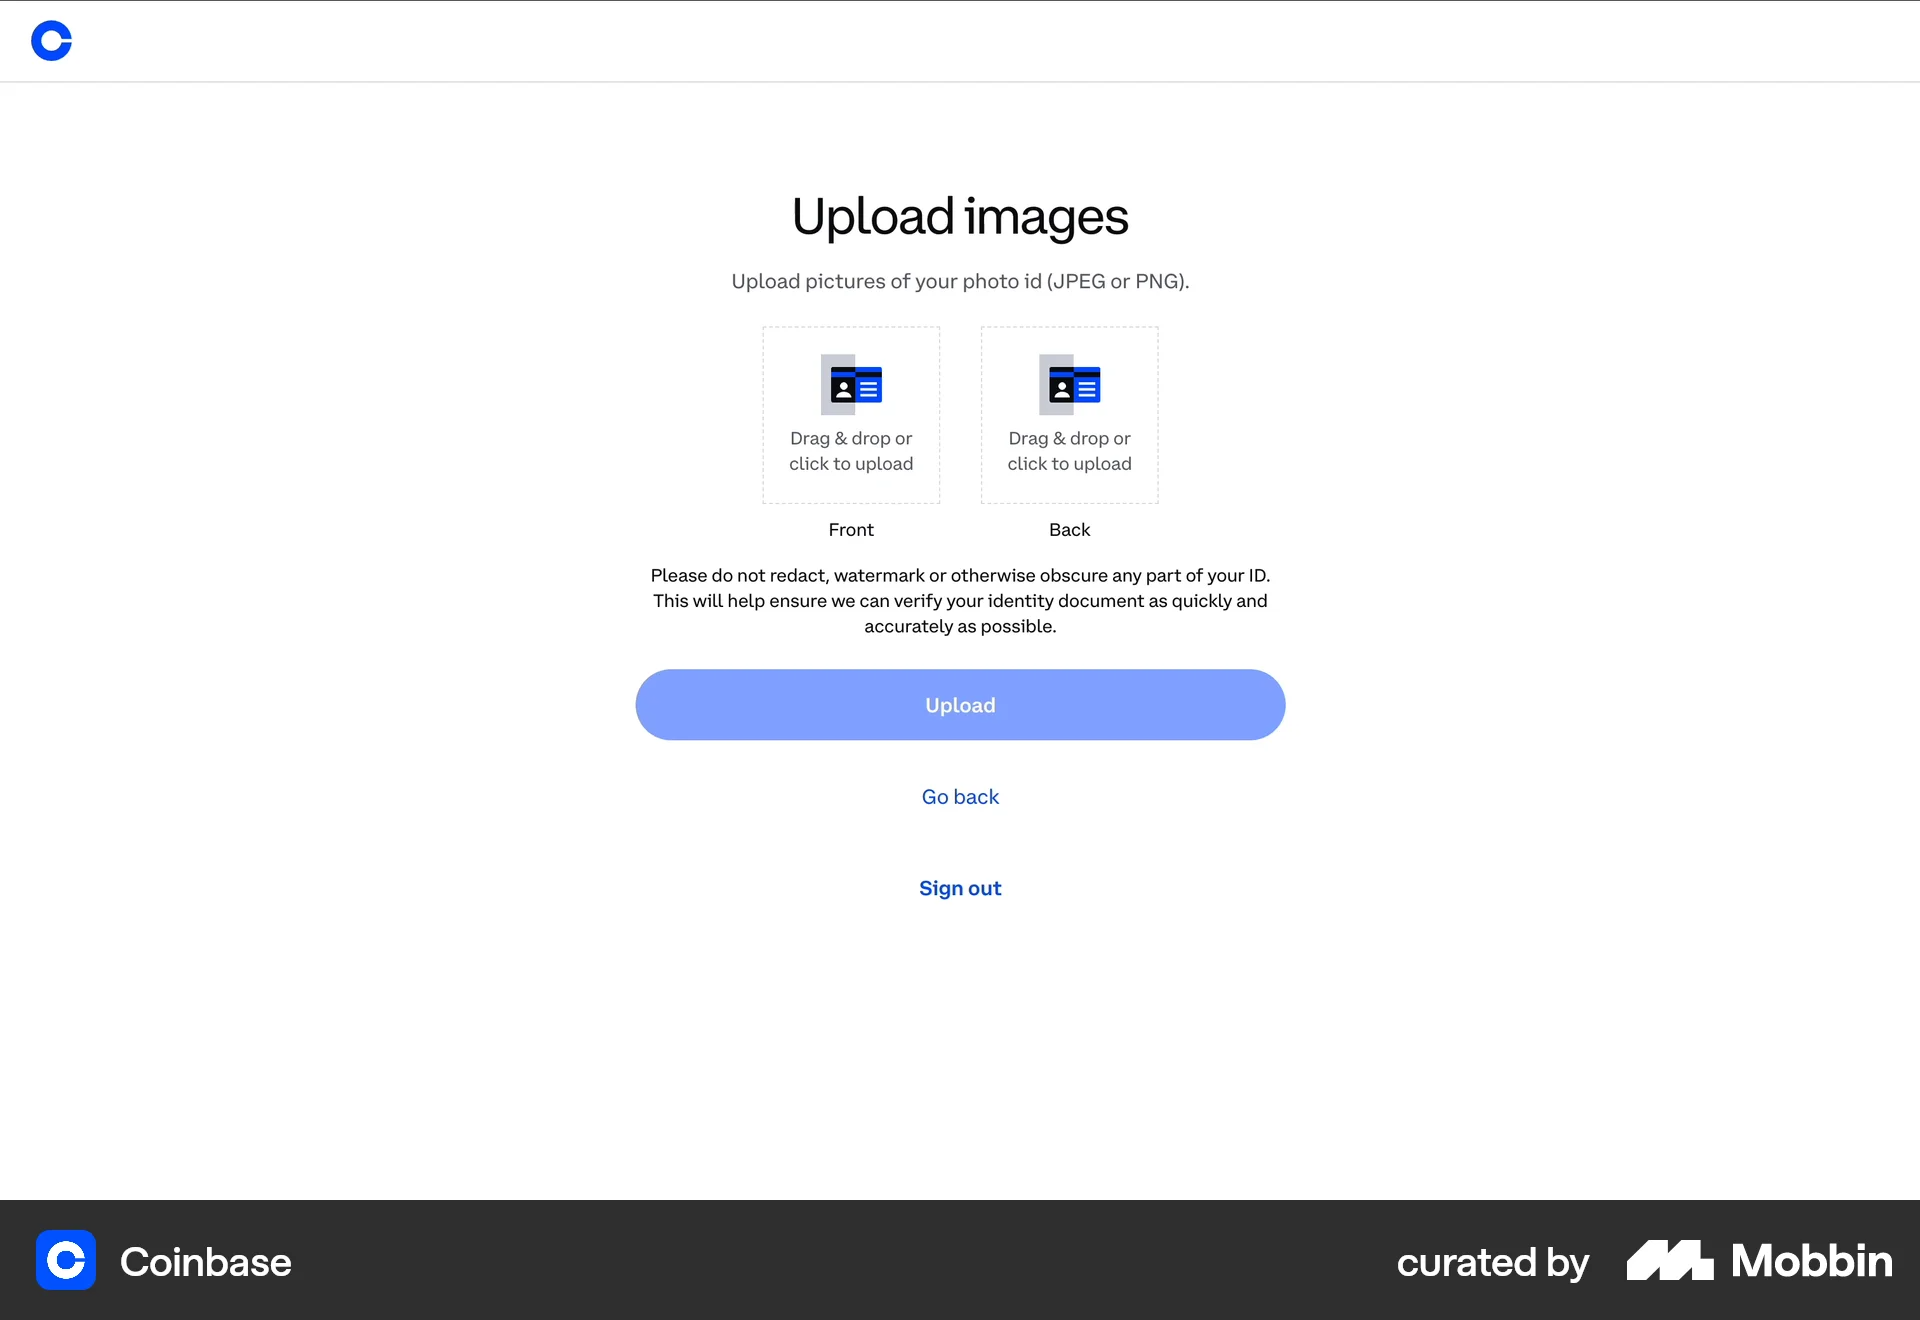 Upload images
Upload pictures of your photo id (JPEG or PNG).
Drag & drop or
click to upload
Front
Drag & drop or
click to upload
Back
Please do not redact, watermark or otherwise obscure any part of your ID.
This will help ensure we can verify your identity document as quickly and
accurately as possible.
Upload
Go back
Sign out
Coinbase
curated by Mobbin